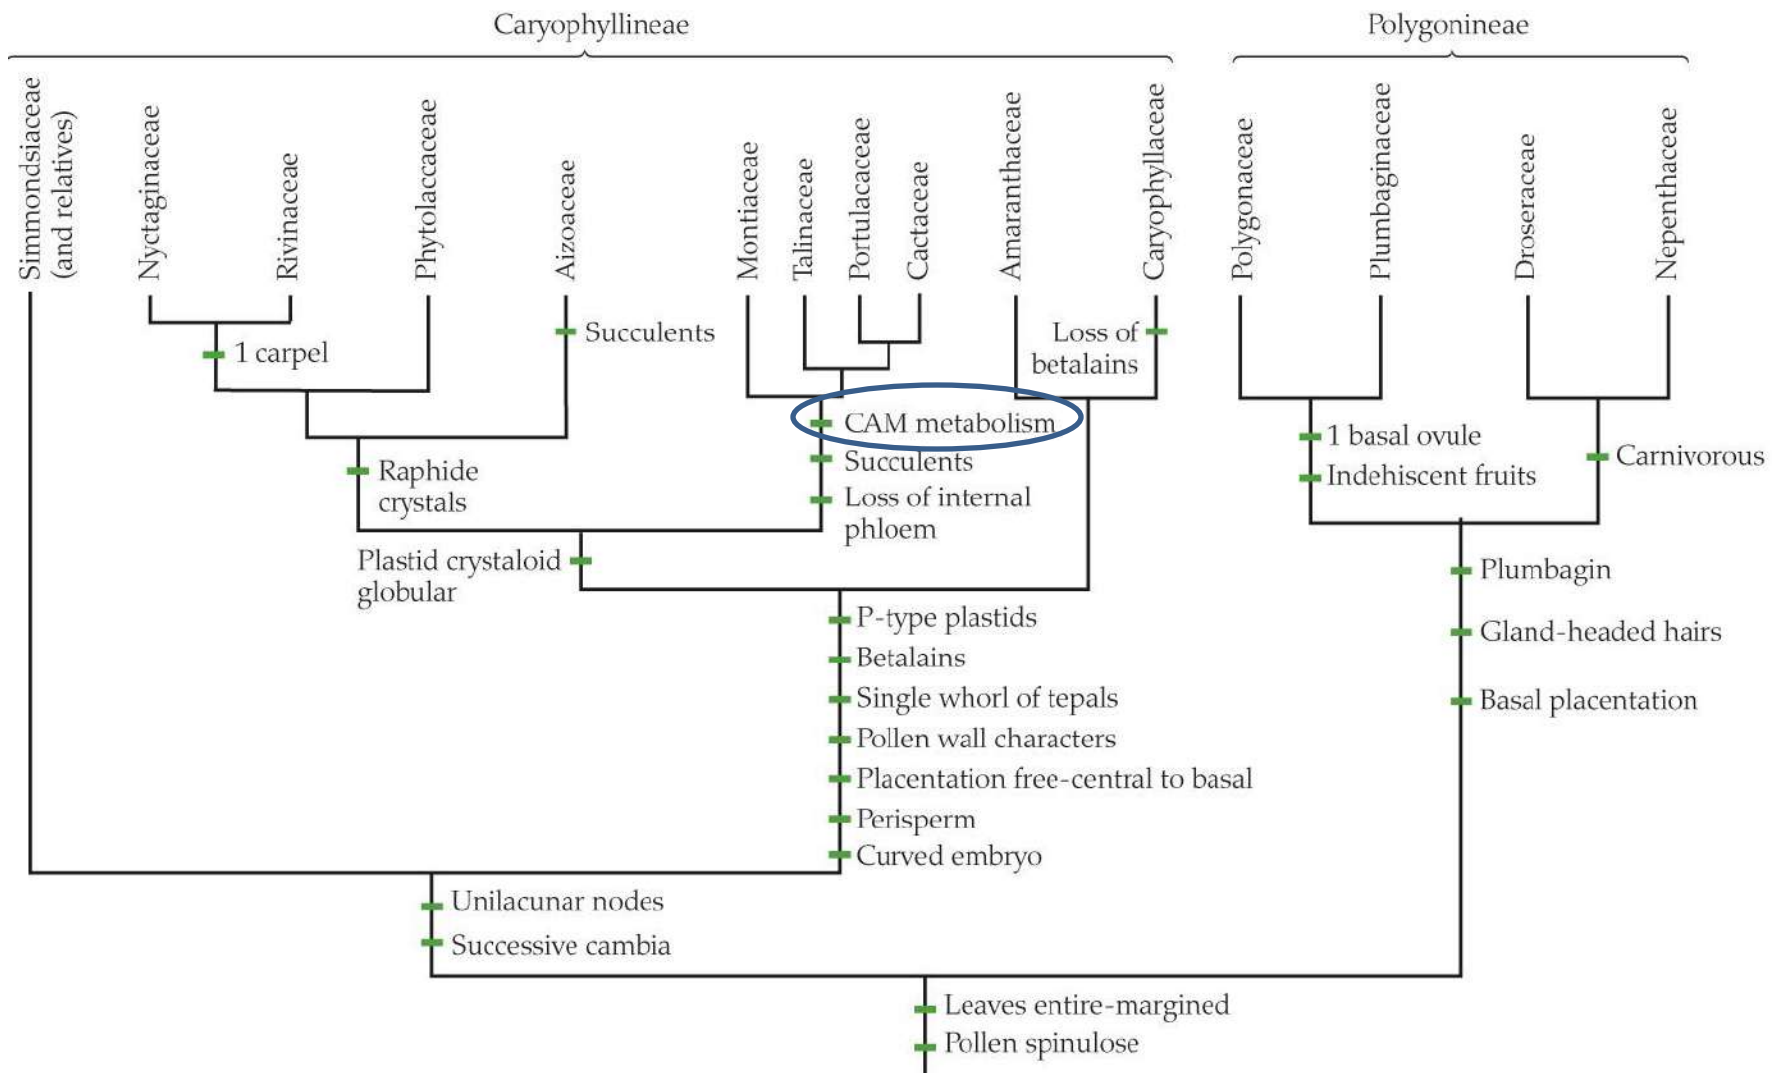 Caryophyllineae
Polygonineae
Simmondsiaceae
(and relatives)
Nyctaginaceae
Rivinaceae
Phytolaccaceae
Aizoaceae
Montiaceae
Talinaceae
Portulacaceae
Cactaceae
Amaranthaceae
Caryophyllaceae
Polygonaceae
Plumbaginaceae
Droseraceae
Nepenthaceae
1 carpel
Succulents
Loss of
betalains
CAM metabolism
Succulents
Loss of internal
phloem
Raphide
crystals
1 basal ovule
Indehiscent fruits
Carnivorous
Plastid crystaloid
globular
Plumbagin
Gland-headed hairs
Basal placentation
P-type plastids
Betalains
Single whorl of tepals
Pollen wall characters
Placentation free-central to basal
Perisperm
Curved embryo
Unilacunar nodes
Successive cambia
Leaves entire-margined
Pollen spinulose